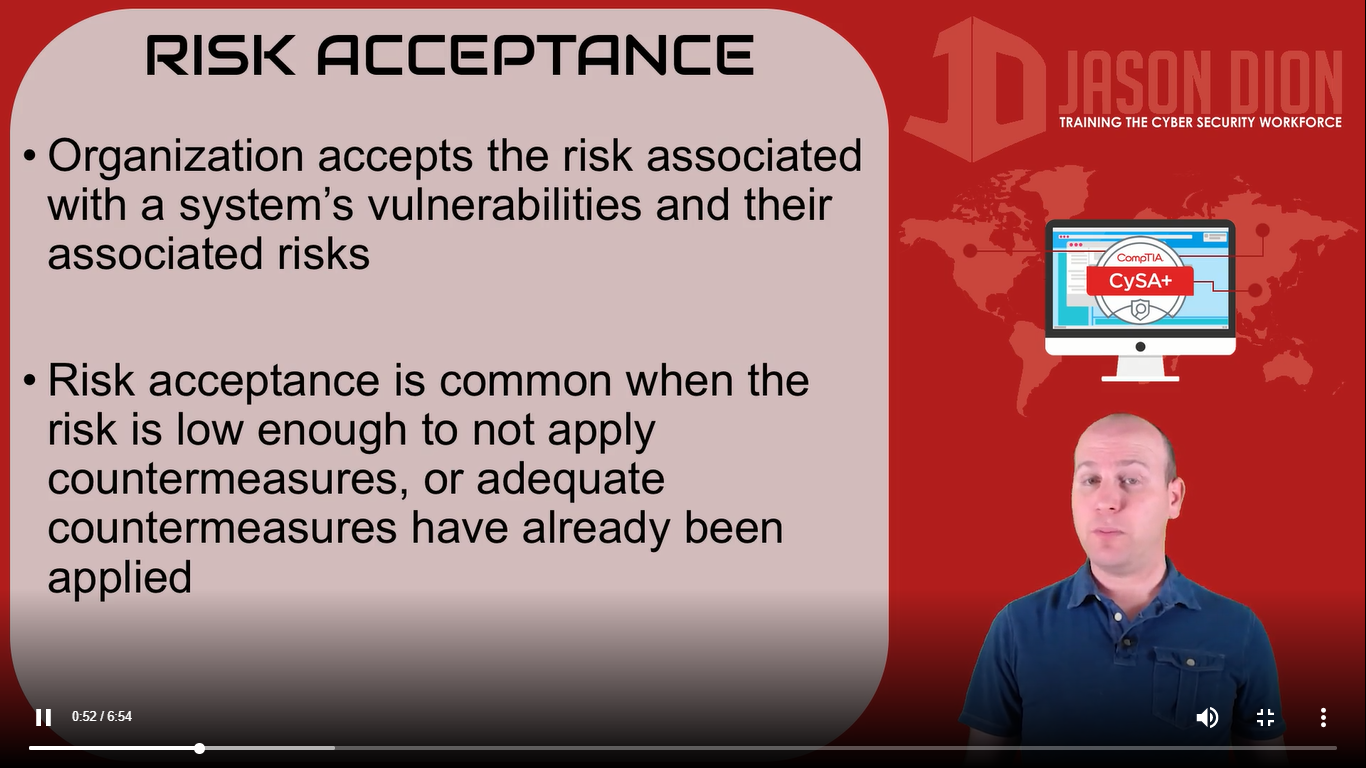 RISK ACCEPTANCE
• Organization accepts the risk associated
with a system’s vulnerabilities and their
associated risks
• Risk acceptance is common when the
risk is low enough to not apply
countermeasures, or adequate
countermeasures have already been
applied
JD
JASON DION
TRAINING THE CYBER SECURITY WORKFORCE
CompTIA.
CySA+
0:52 / 6:54